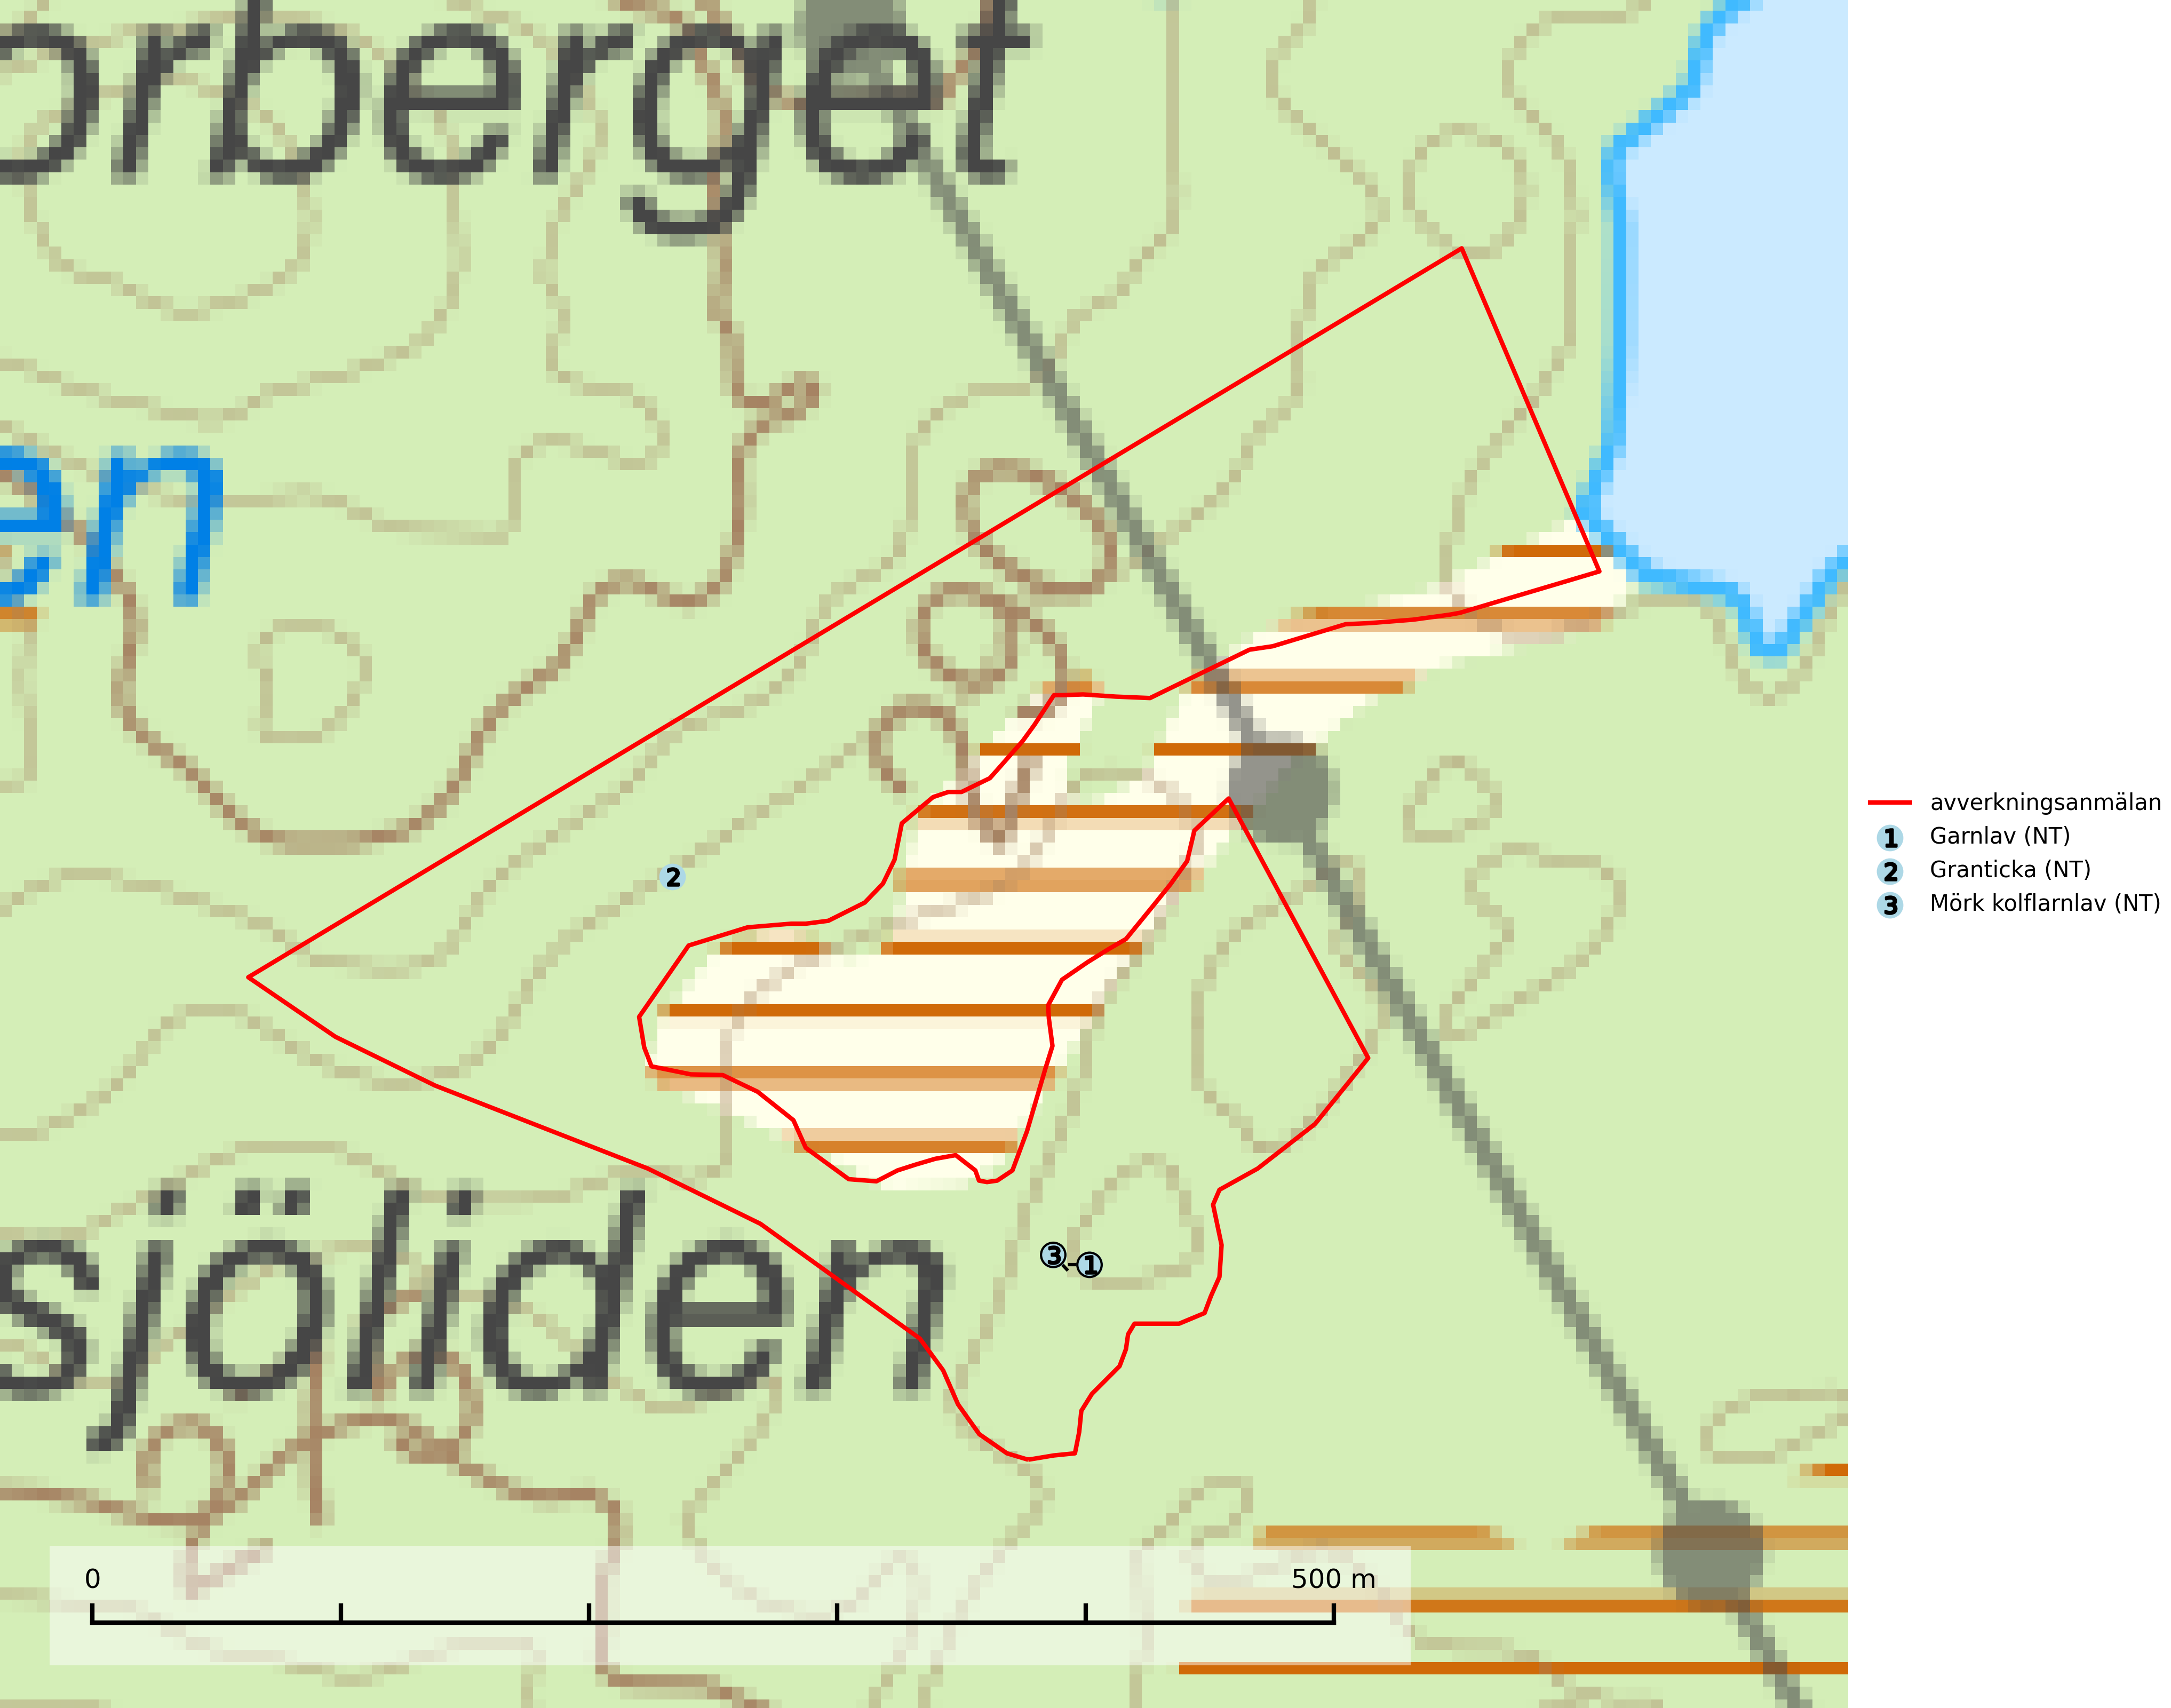 orberget
en
2
avverkningsanmälan
1 Garnlav (NT)
2 Granticka (NT)
3 Mörk kolflarnlav (NT)
sjöliden
3 1
0 500 m